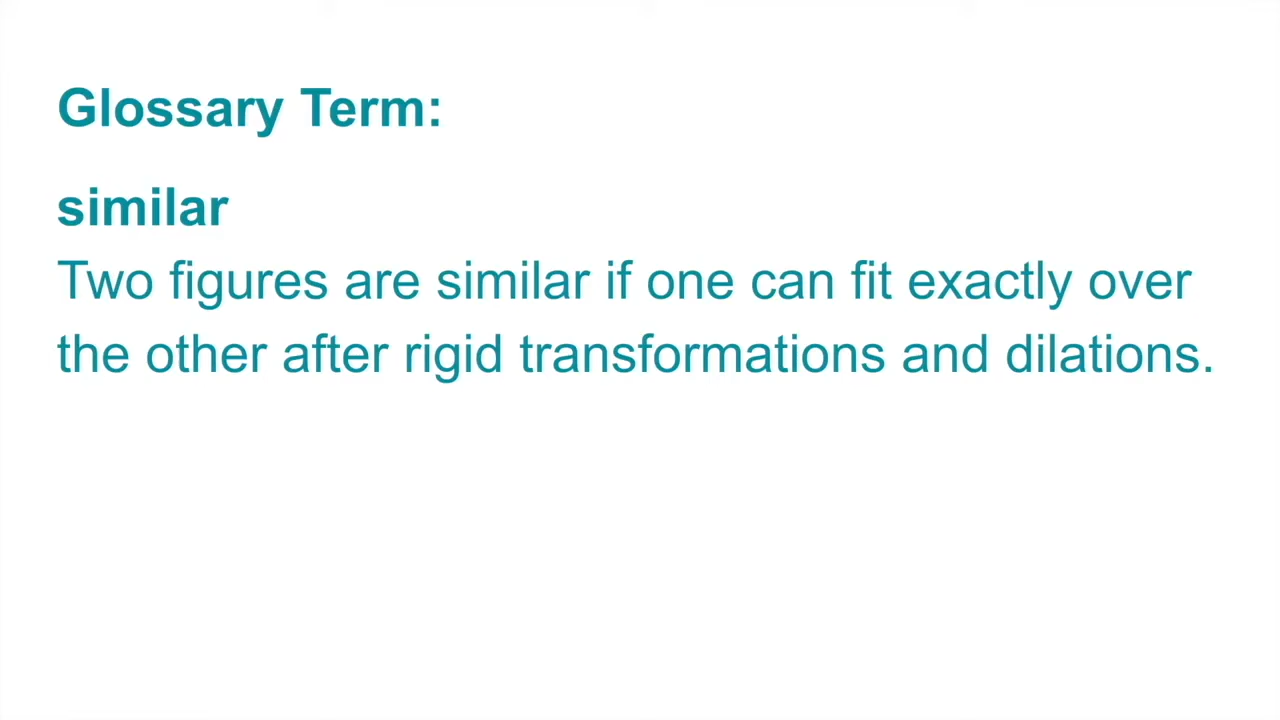 Glossary Term:
similar
Two figures are similar if one can fit exactly over
the other after rigid transformations and dilations.